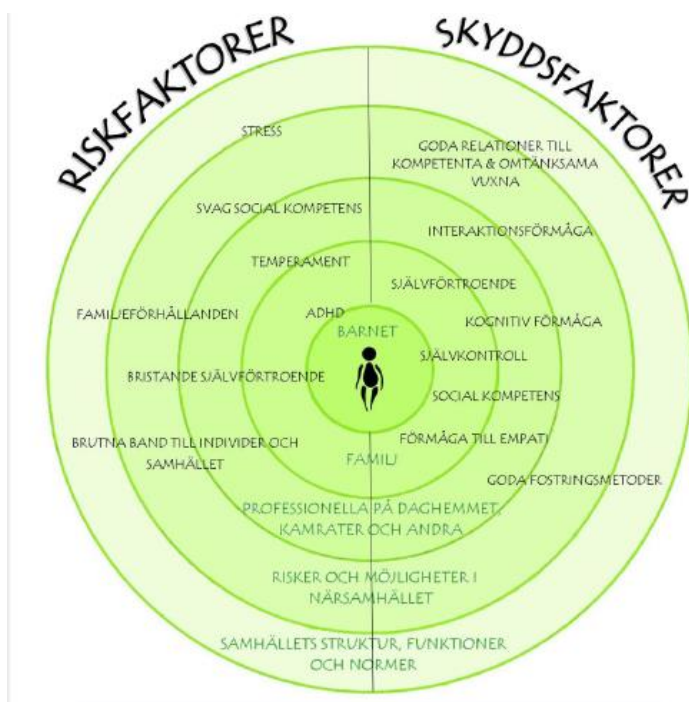 RISKFAKTORER
SKYDDSFAKTORER
STRESS
GODA RELATIONER TILL
KOMPETENTA & OMTÄNKSAMA
VUXNA
SVAG SOCIAL KOMPETENS
INTERAKTIONSFÖRMÅGA
TEMPERAMENT
SJÄLVFÖRTROENDE
FAMILJEFÖRHÅLLANDEN
ADHD
KOGNITIV FÖRMÅGA
BARNET
SJÄLVKONTROLL
BRISTANDE SJÄLVFÖRTROENDE
SOCIAL KOMPETENS
BRUTNA BAND TILL INDIVIDER OCH
SAMHÄLLET
FÖRMÅGA TILL EMPATI
FAMILJ
GODA FOSTRINGSMETODER
PROFESSIONELLA PÅ DAGHEMMET,
KAMRATER OCH ANDRA
RISKER OCH MÖJLIGHETER I
NÄRSAMHÄLLET
SAMHÄLLETS STRUKTUR, FUNKTIONER
OCH NORMER